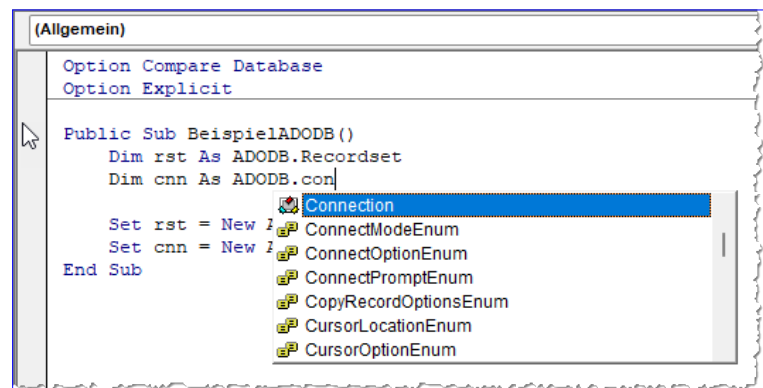 (Allgemein)
Option Compare Database
Option Explicit
Public Sub BeispielADODB()
Dim rst As ADODB.Recordset
Dim cnn As ADODB.con
Connection
Set rst = New
ConnectModeEnum
ConnectOptionEnum
Set cnn = New
ConnectPromptEnum
End Sub
CopyRecordOptionsEnum
CursorLocationEnum
CursorOptionEnum